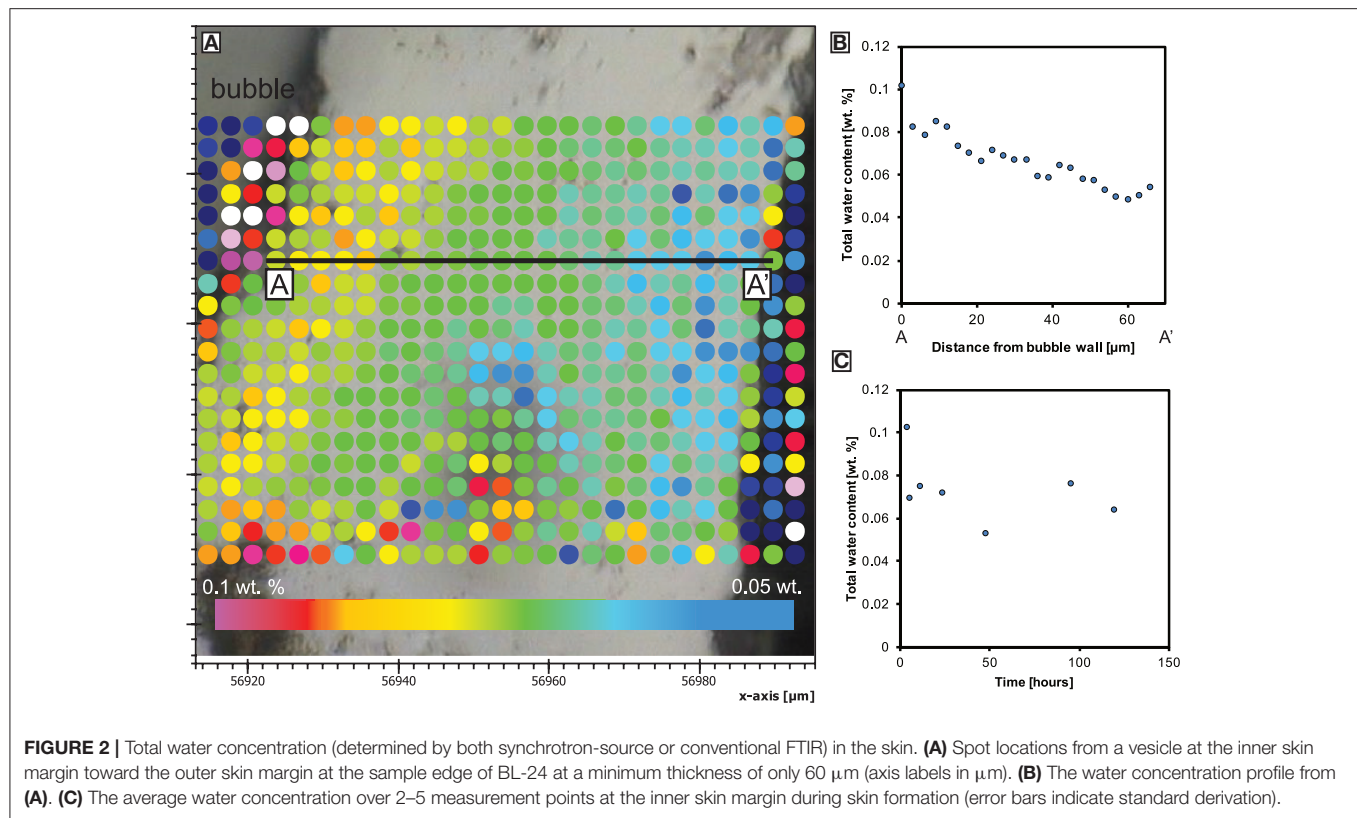 A
bubble
A
A'
0.1 wt. %
0.05 wt.
56920
56940
56960
56980
x-axis [µm]
B
0.12
0.1
0.08
0.06
0.04
0.02
0
Total water content [wt. %]
0
20
40
60
A
A'
Distance from bubble wall [µm]
C
0.12
0.1
0.08
0.06
0.04
0.02
0
Total water content [wt. %]
0
50
100
150
Time [hours]
FIGURE 2 | Total water concentration (determined by both synchrotron-source or conventional FTIR) in the skin. (A) Spot locations from a vesicle at the inner skin
margin toward the outer skin margin at the sample edge of BL-24 at a minimum thickness of only 60 µm (axis labels in µm). (B) The water concentration profile from
(A). (C) The average water concentration over 2–5 measurement points at the inner skin margin during skin formation (error bars indicate standard derivation).